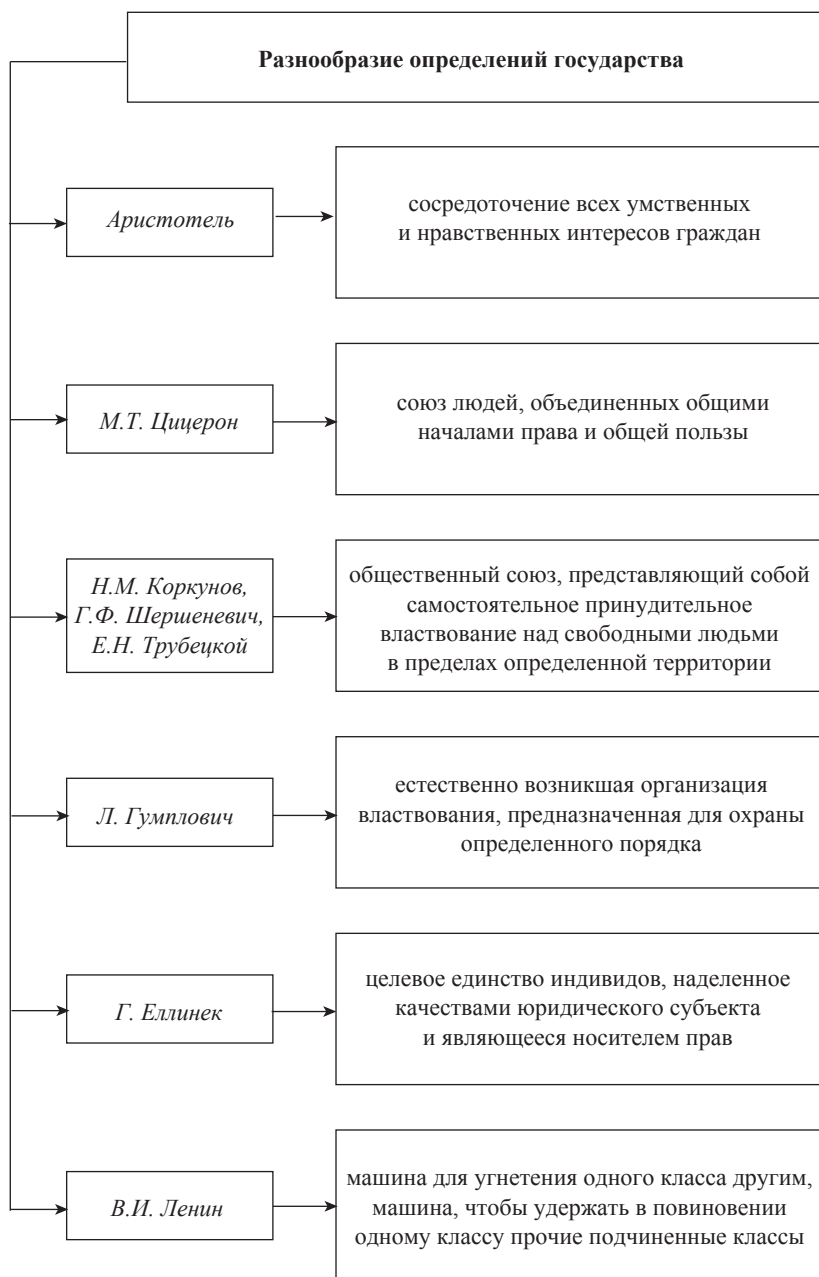 Разнообразие определений государства
Аристотель
сосредоточение всех умственных
и нравственных интересов граждан
М.Т. Цицерон
союз людей, объединенных общими
началами права и общей пользы
Н.М. Коркунов,
Г.Ф. Шершеневич,
Е.Н. Трубецкой
общественный союз, представляющий собой
самостоятельное принудительное
властвование над свободными людьми
в пределах определенной территории
Л. Гумплович
естественно возникшая организация
властвования, предназначенная для охраны
определенного порядка
Г. Еллинек
целевое единство индивидов, наделенное
качествами юридического субъекта
и являющееся носителем прав
В.И. Ленин
машина для угнетения одного класса другим,
машина, чтобы удержать в повиновении
одному классу прочие подчиненные классы